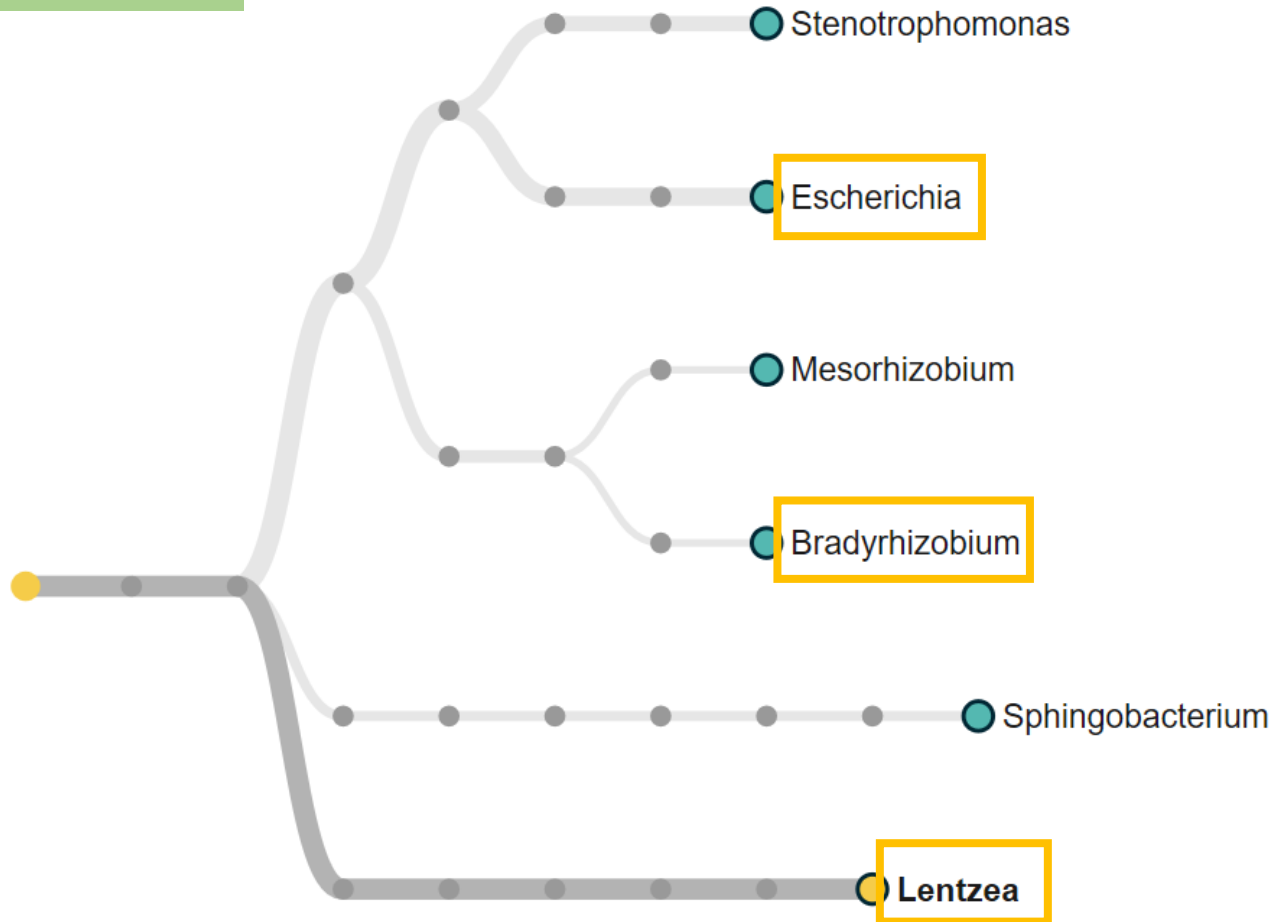 Stenotrophomonas
Escherichia
Mesorhizobium
Bradyrhizobium
Sphingobacterium
Lentzea